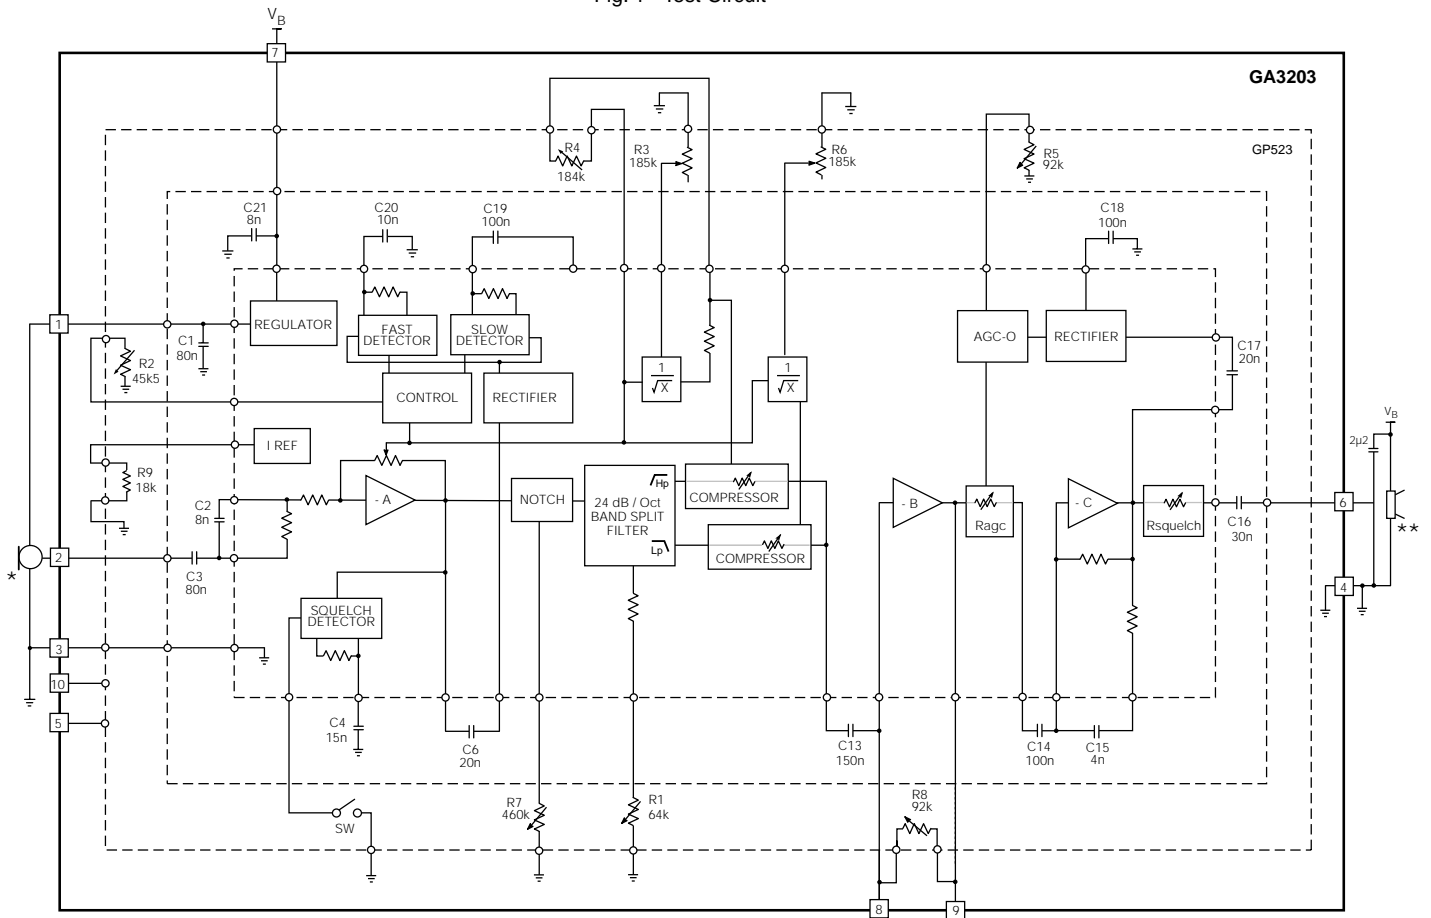 Fig. 1 Test Circuit
VB
7
GA3203
GP523
R4
184k
R3
185k
R6
185k
R5
92k
C21
8n
C20
10n
C19
100n
C18
100n
1
C1
80n
REGULATOR
FAST
DETECTOR
SLOW
DETECTOR
AGC-O
RECTIFIER
C17
20n
R2
45k5
1
√X
1
√X
CONTROL
RECTIFIER
I REF
VB
2µ2
R9
18k
C2
8n
- A
NOTCH
24 dB / Oct
BAND SPLIT
FILTER
Hp
Lp
COMPRESSOR
COMPRESSOR
- B
Ragc
- C
Rsquelch
C16
30n
6
**
*
2
C3
80n
4
SQUELCH
DETECTOR
3
10
5
C4
15n
C6
20n
C13
150n
C14
100n
C15
4n
SW
R7
460k
R1
64k
R8
92k
8
9